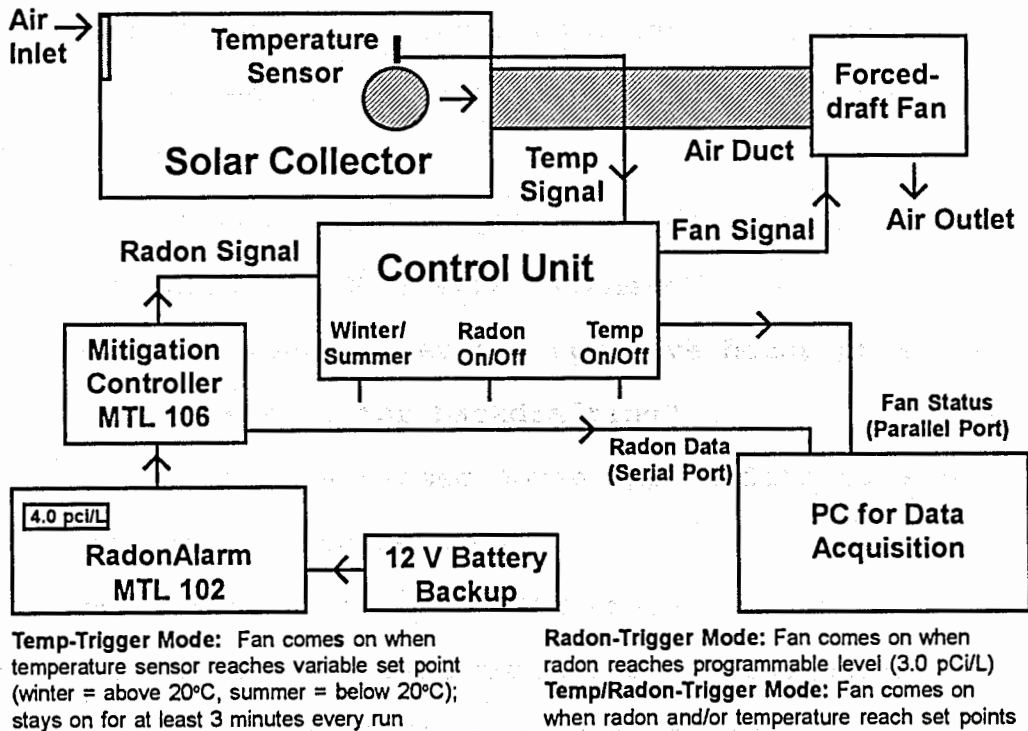 Air
Inlet
Temperature
Sensor
Solar Collector
Forced-
draft Fan
Temp
Signal
Air Duct
Fan Signal
Air Outlet
Radon Signal
Control Unit
Winter/
Summer
Radon
On/Off
Temp
On/Off
Mitigation
Controller
MTL 106
Fan Status
(Parallel Port)
Radon Data
(Serial Port)
4.0 pci/L
RadonAlarm
MTL 102
12 V Battery
Backup
PC for Data
Acquisition
Temp-Trigger Mode: Fan comes on when
temperature sensor reaches variable set point
(winter = above 20°C, summer = below 20°C);
stays on for at least 3 minutes every run
Radon-Trigger Mode: Fan comes on when
radon reaches programmable level (3.0 pCi/L)
Temp/Radon-Trigger Mode: Fan comes on
when radon and/or temperature reach set points